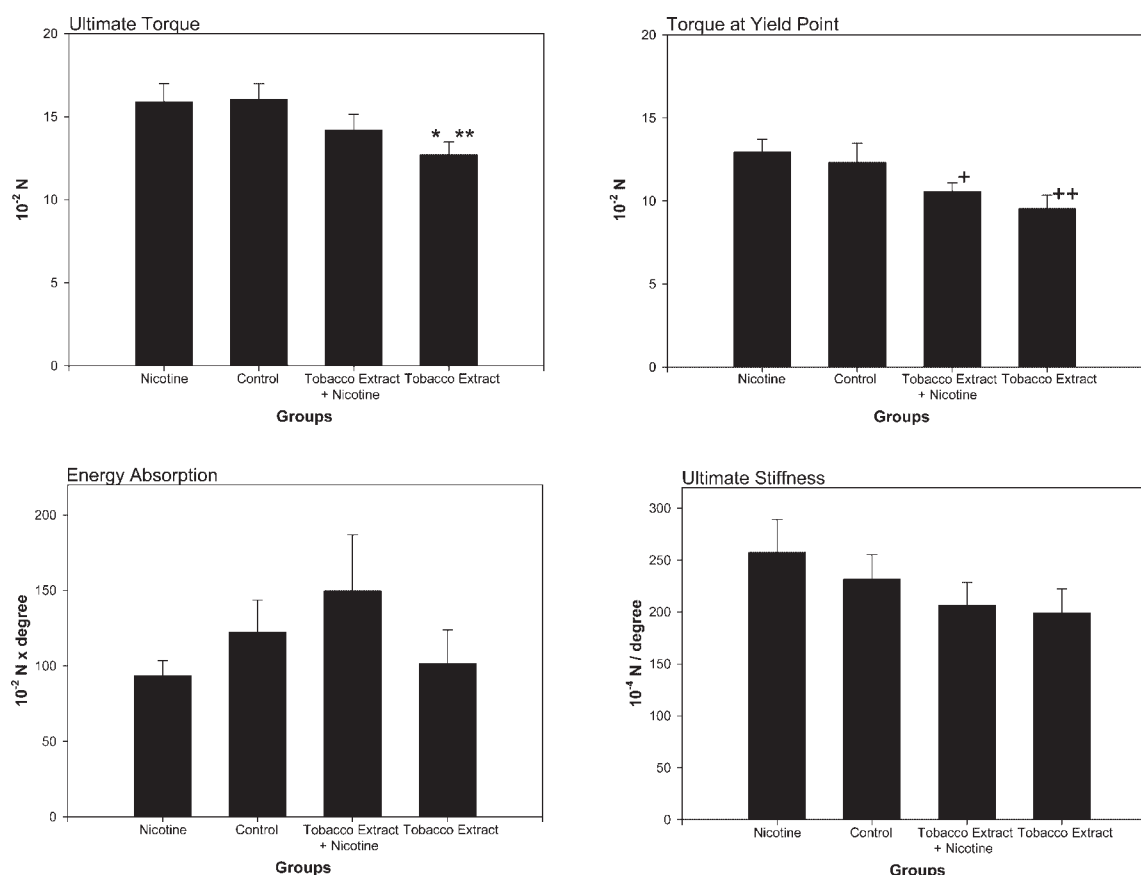 Ultimate Torque
20
15
10
5
0
10⁻² N
* **
Nicotine
Control
Tobacco Extract
+ Nicotine
Tobacco Extract
Groups
Torque at Yield Point
20
15
10
5
0
10⁻² N
+
++
Nicotine
Control
Tobacco Extract
+ Nicotine
Tobacco Extract
Groups
Energy Absorption
200
150
100
50
0
10⁻² N x degree
Nicotine
Control
Tobacco Extract
+ Nicotine
Tobacco Extract
Groups
Ultimate Stiffness
300
250
200
150
100
50
0
10⁻⁴ N / degree
Nicotine
Control
Tobacco Extract
+ Nicotine
Tobacco Extract
Groups